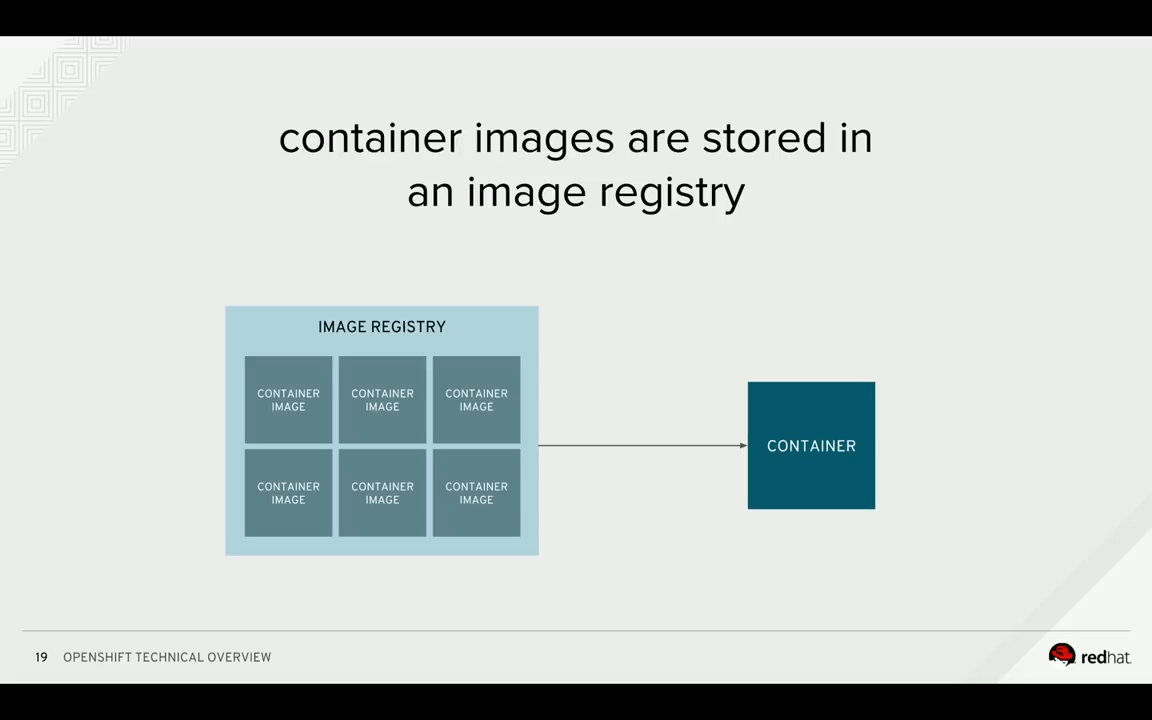 container images are stored in
an image registry
IMAGE REGISTRY
CONTAINER
IMAGE
CONTAINER
IMAGE
CONTAINER
IMAGE
CONTAINER
IMAGE
CONTAINER
IMAGE
CONTAINER
IMAGE
CONTAINER
19 OPENSHIFT TECHNICAL OVERVIEW
redhat.